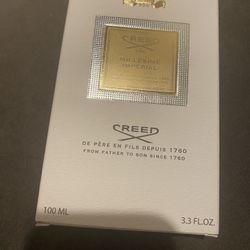 CREED
MILLÉSIME
IMPERIAL
CREED
DE PÈRE EN FILS DEPUIS 1760
FROM FATHER TO SON SINCE 1760
100 ML
3.3 FL.OZ.